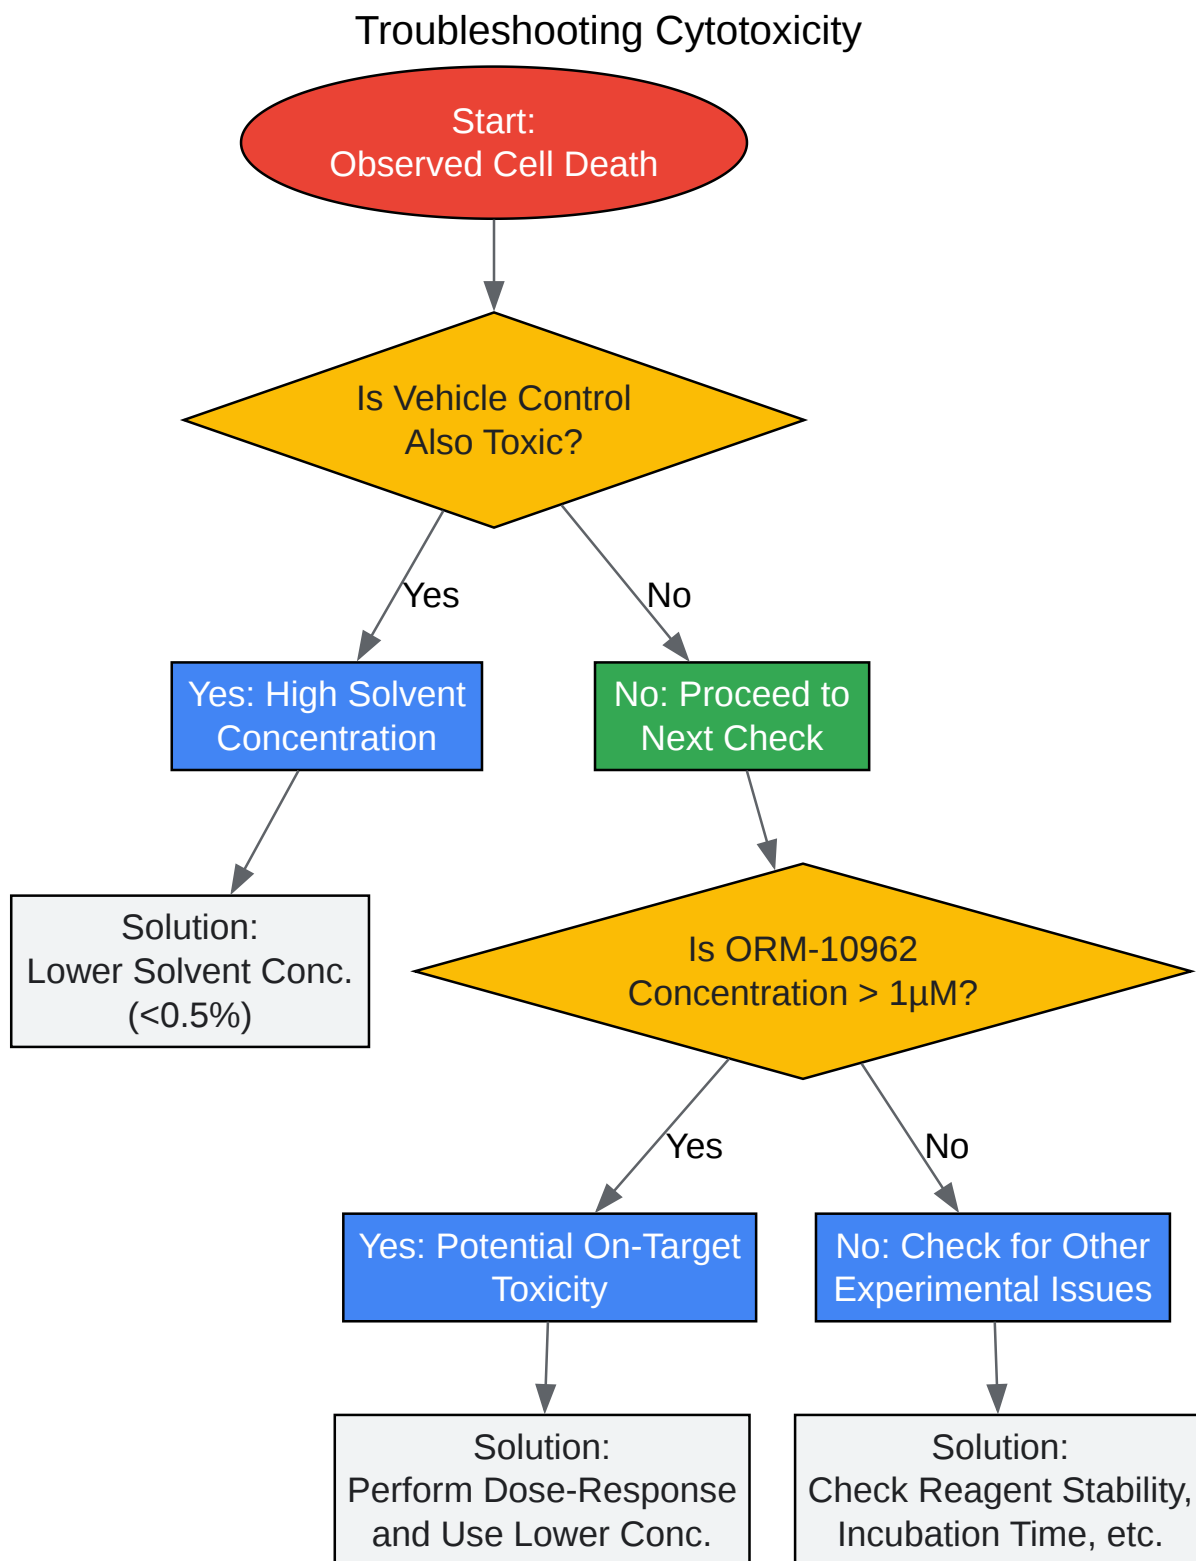 Troubleshooting Cytotoxicity
Start:
Observed Cell Death
Is Vehicle Control
Also Toxic?
Yes
No
Yes: High Solvent
Concentration
No: Proceed to
Next Check
Solution:
Lower Solvent Conc.
(<0.5%)
Is ORM-10962
Concentration > 1µM?
Yes
No
Yes: Potential On-Target
Toxicity
No: Check for Other
Experimental Issues
Solution:
Perform Dose-Response
and Use Lower Conc.
Solution:
Check Reagent Stability,
Incubation Time, etc.